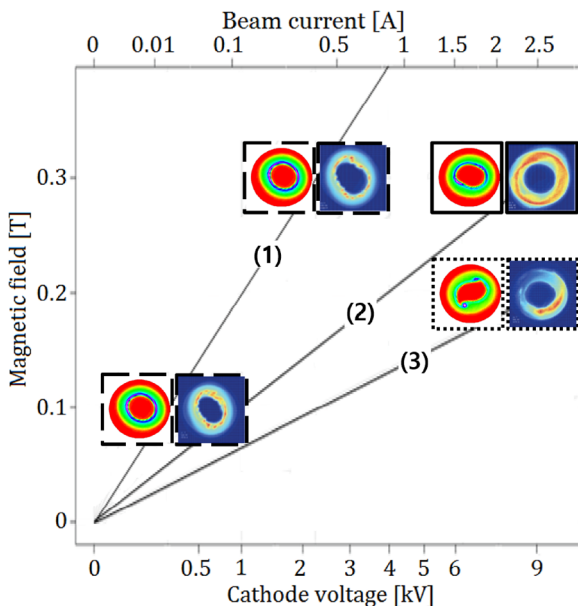 Beam current [A]
0 0.01 0.1 0.5 1 1.5 2 2.5
Magnetic field [T]
0.3
(1)
0.2
(2)
(3)
0.1
0
0 0.5 1 2 3 4 5 6 9
Cathode voltage [kV]